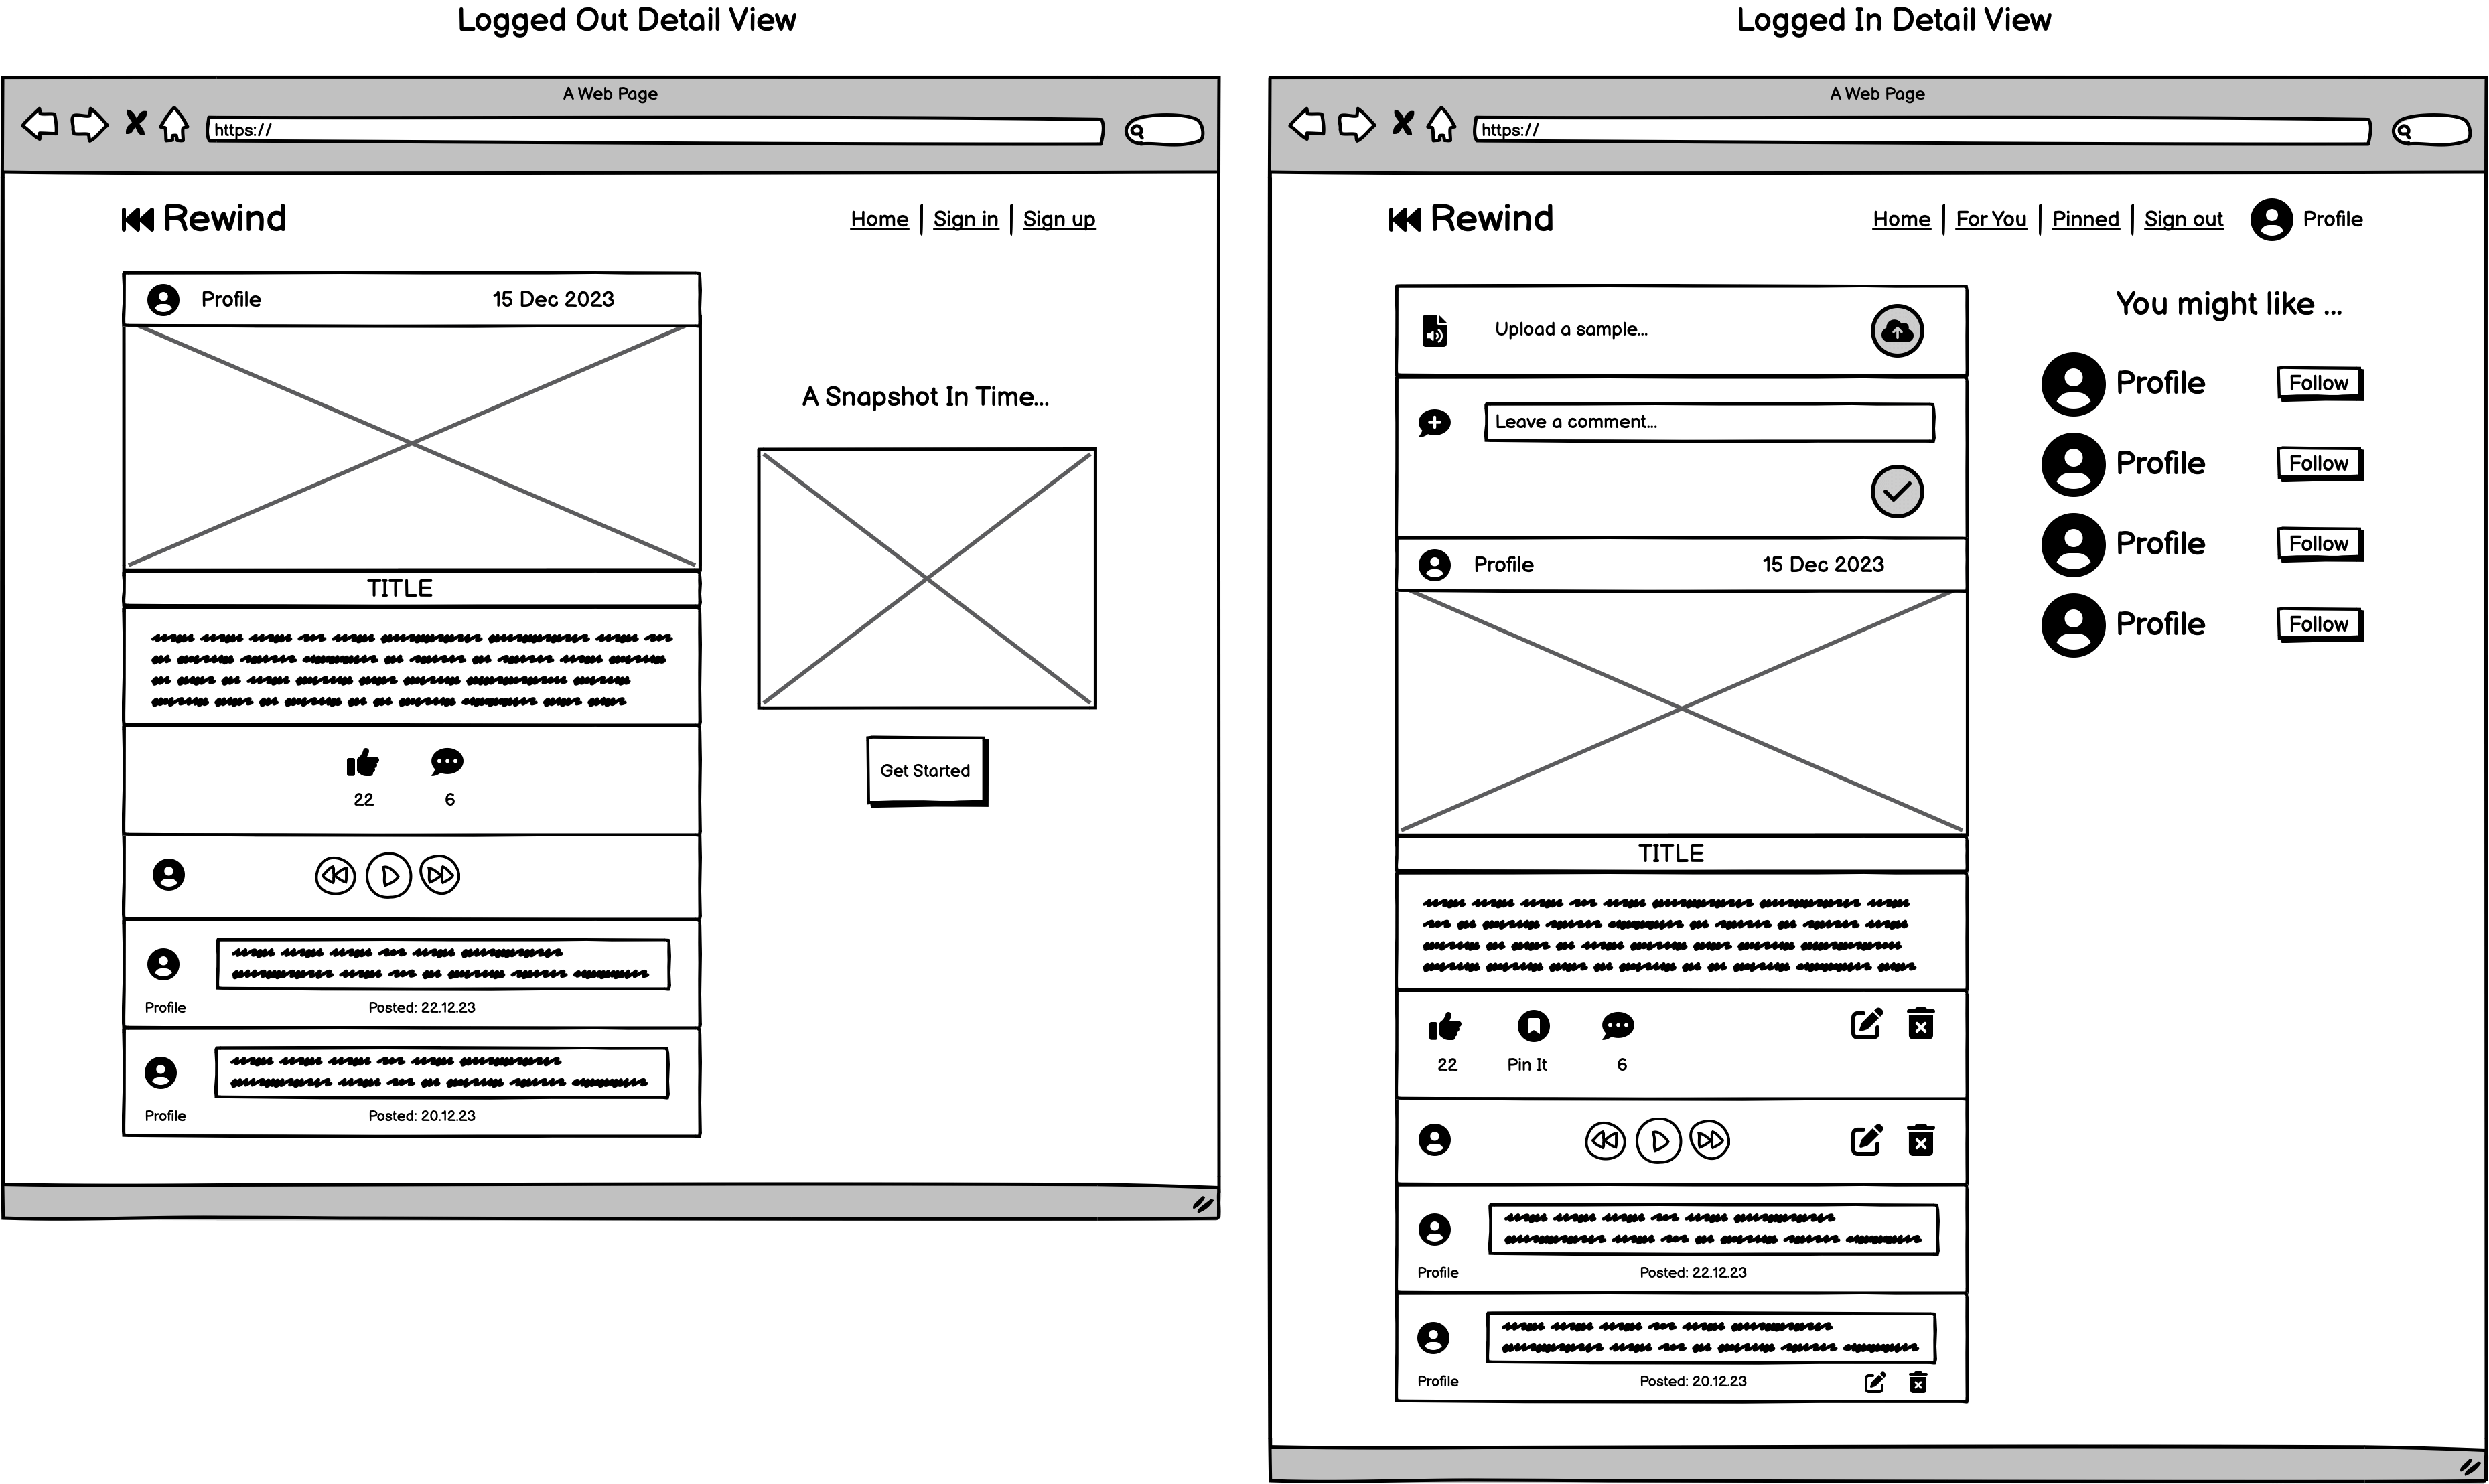 Logged Out Detail View
A Web Page
https://
Rewind
Home Sign in Sign up
Profile 15 Dec 2023
A Snapshot In Time...
TITLE
Get Started
22 6
Profile Posted: 22.12.23
Profile Posted: 20.12.23
Logged In Detail View
A Web Page
https://
Rewind
Home For You Pinned Sign out Profile
Upload a sample...
Leave a comment...
Profile 15 Dec 2023
TITLE
22 Pin It 6
Profile Posted: 22.12.23
Profile Posted: 20.12.23
You might like ...
Profile Follow
Profile Follow
Profile Follow
Profile Follow